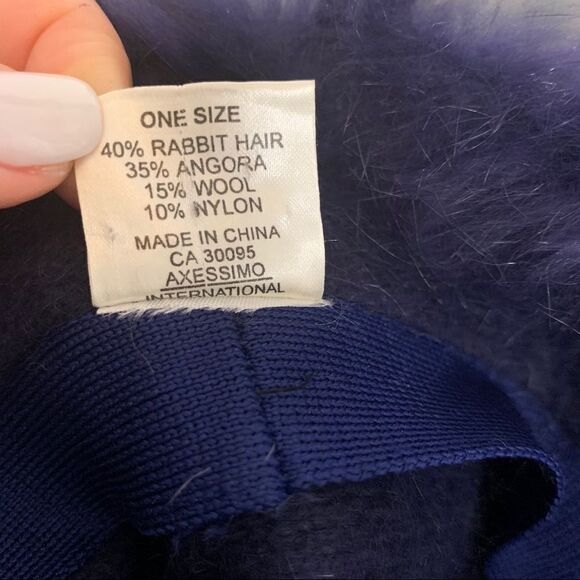 ONE SIZE
40% RABBIT HAIR
35% ANGORA
15% WOOL
10% NYLON
MADE IN CHINA
CA 30095
AXESSIMO
INTERNATIONAL